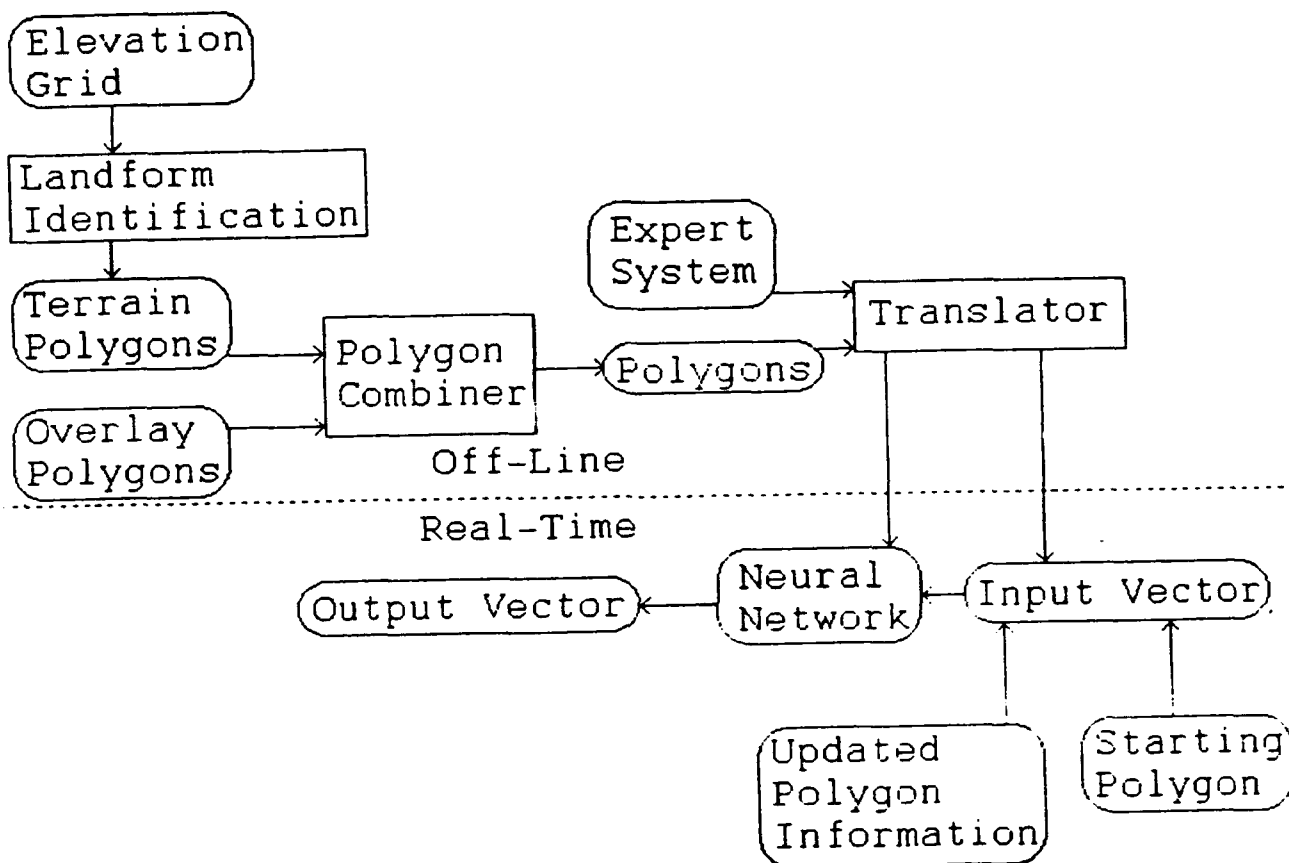 Elevation
Grid
Landform
Identification
Terrain
Polygons
Overlay
Polygons
Polygon
Combiner
Expert
System
Polygons
Translator
Off-Line
Real-Time
Output Vector
Neural
Network
Input Vector
Updated
Polygon
Information
Starting
Polygon